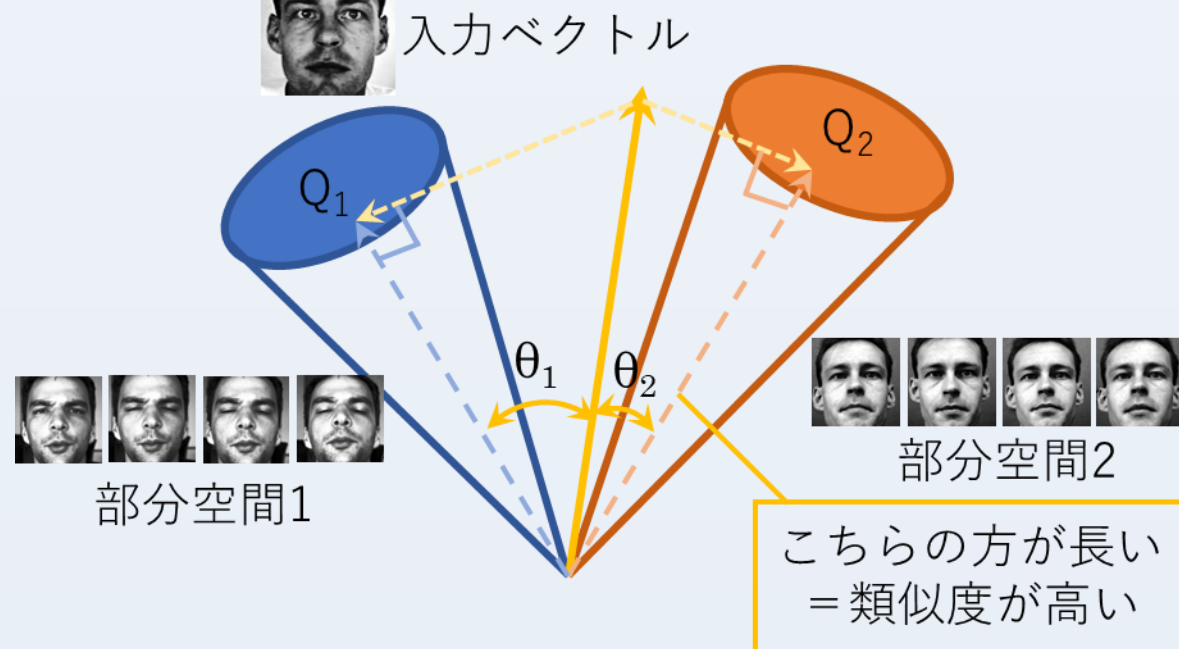 入力ベクトル
Q₁
Q₂
θ₁
θ₂
部分空間1
部分空間2
こちらの方が長い
＝類似度が高い